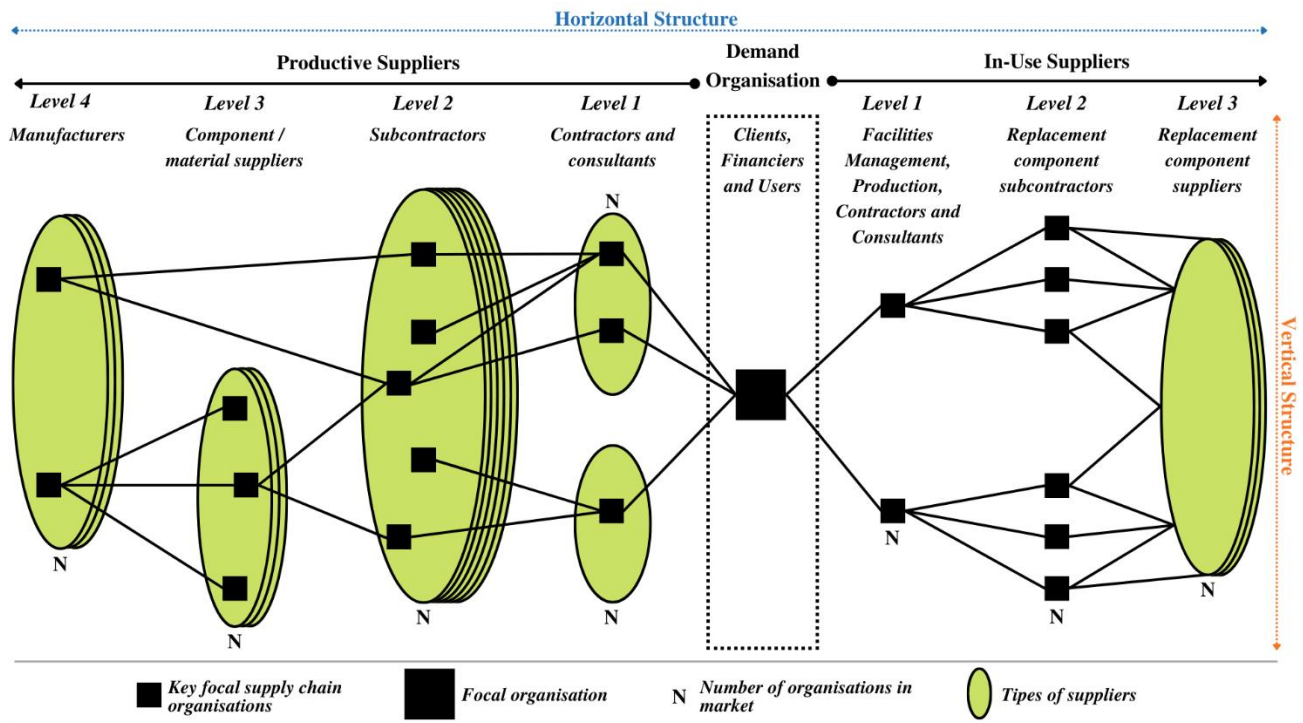 Horizontal Structure
Productive Suppliers
Demand
Organisation
In-Use Suppliers
Level 4
Manufacturers
Level 3
Component /
material suppliers
Level 2
Subcontractors
Level 1
Contractors and
consultants
Clients,
Financiers
and Users
Level 1
Facilities
Management,
Production,
Contractors and
Consultants
Level 2
Replacement
component
subcontractors
Level 3
Replacement
component
suppliers
Vertical Structure
N
N
N
N
N
N
N
N
Key focal supply chain
organisations
Focal organisation
N
Number of organisations in
market
Tipes of suppliers